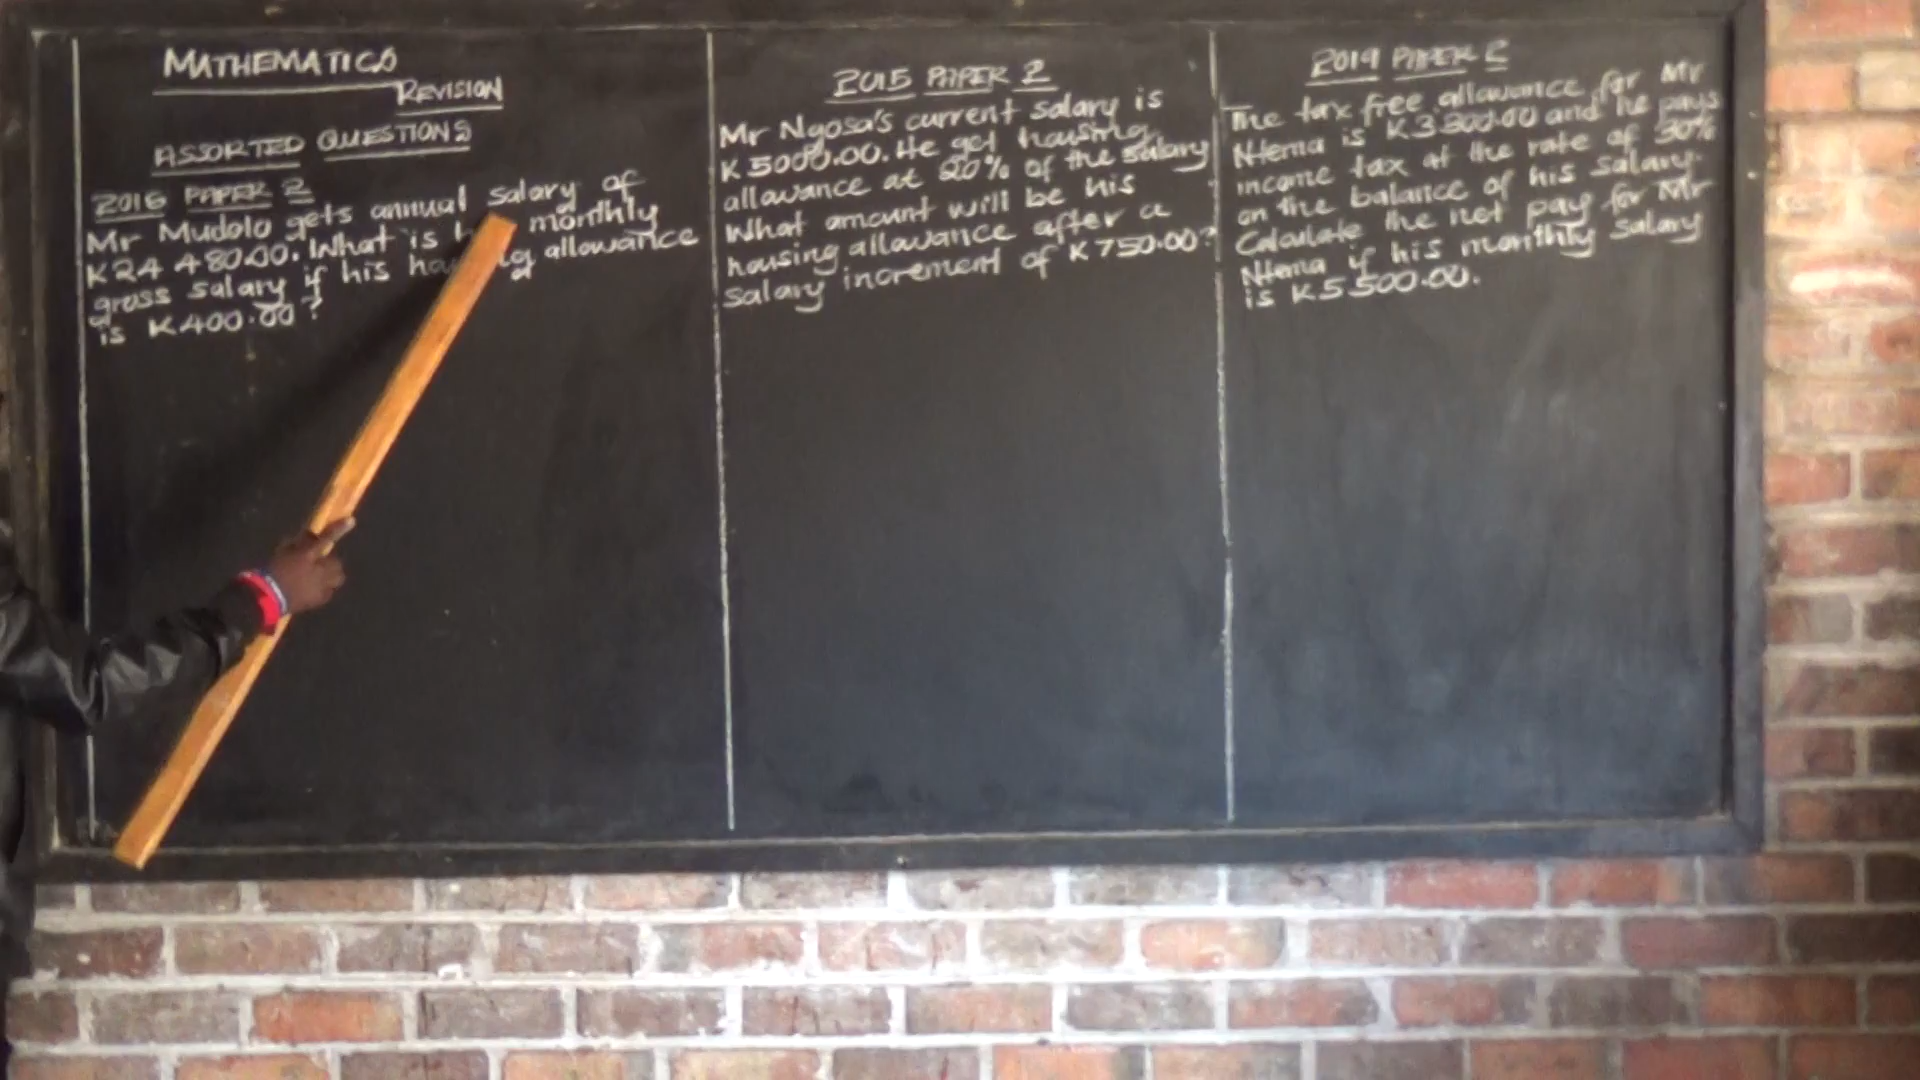 MATHEMATICS
REVISION
ASSORTED QUESTIONS
2016 PAPER 2
Mr Mudolo gets annual salary of
K24 480.00. What is monthly
gross salary if his allowance
is K400.00?
2015 PAPER 2
Mr Ngosa's current salary is
K5000.00. He get housing
allowance at 20% of the salary
What amount will be his
housing allowance after a
salary increment of K750.00?
2019 PAPER 2
The tax free allowance for Mr
Ntema is and he pays
income tax at the rate of 30%
on the balance of his salary.
Calculate the net pay for Mr
Ntema if his monthly salary
is K5 500.00.